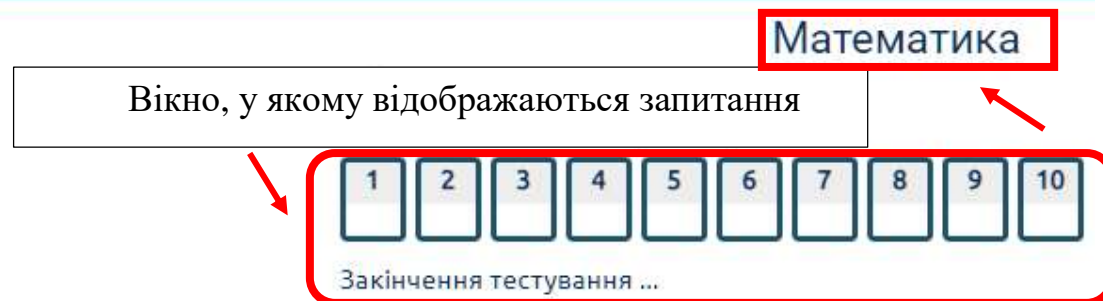 Математика
Вікно, у якому відображаються запитання
1 2 3 4 5 6 7 8 9 10
Закінчення тестування ...